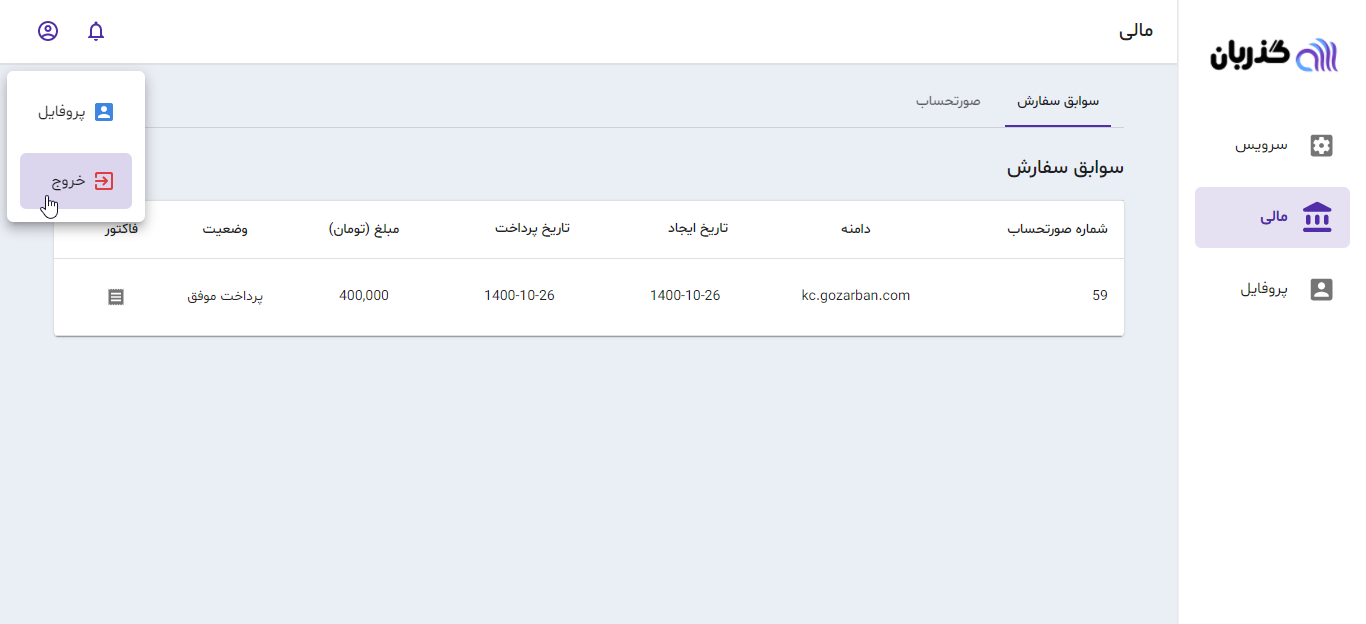 گذربان
سرویس
مالی
پروفایل
مالی
پروفایل
خروج
سوابق سفارش
صورتحساب
سوابق سفارش
شماره صورتحساب دامنه تاریخ ایجاد تاریخ پرداخت مبلغ (تومان) وضعیت فاکتور
59 kc.gozarban.com 1400-10-26 1400-10-26 400,000 پرداخت موفق